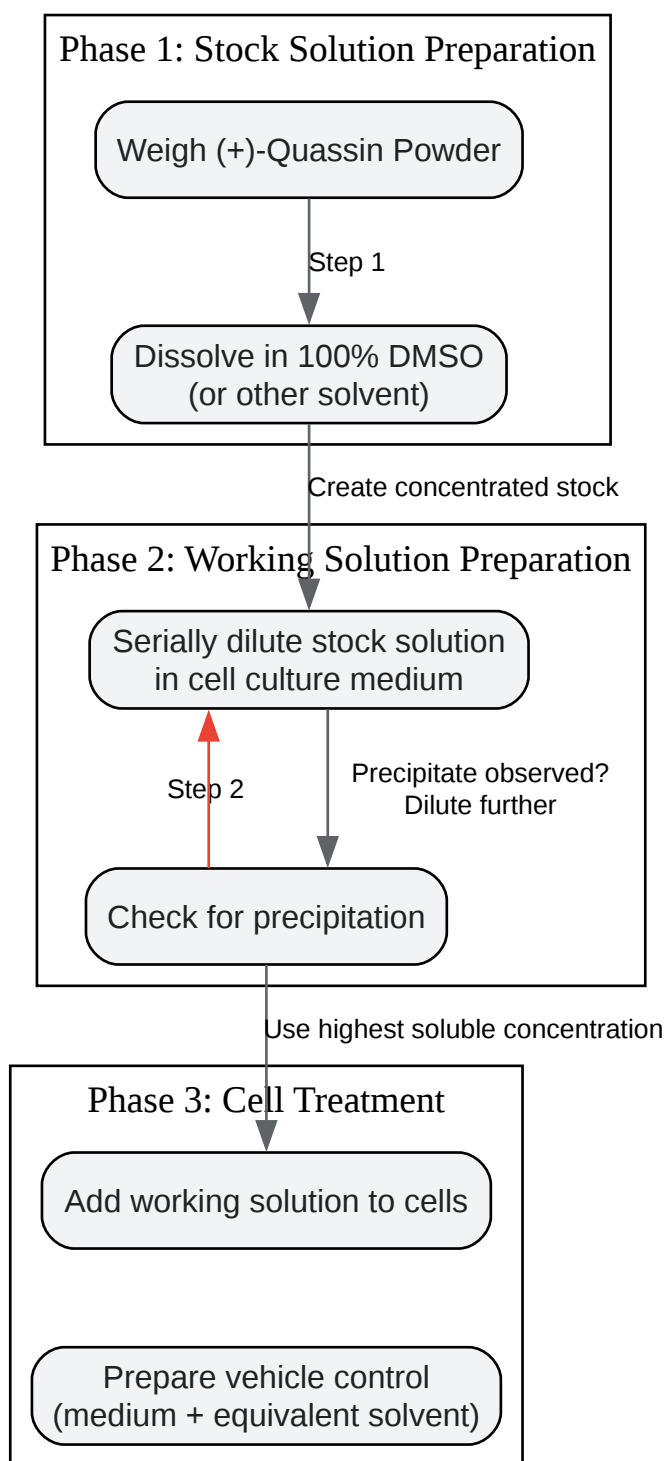 Phase 1: Stock Solution Preparation
Weigh (+)-Quassin Powder
Step 1
Dissolve in 100% DMSO
(or other solvent)
Create concentrated stock
Phase 2: Working Solution Preparation
Serially dilute stock solution
in cell culture medium
Step 2
Precipitate observed?
Dilute further
Check for precipitation
Use highest soluble concentration
Phase 3: Cell Treatment
Add working solution to cells
Prepare vehicle control
(medium + equivalent solvent)